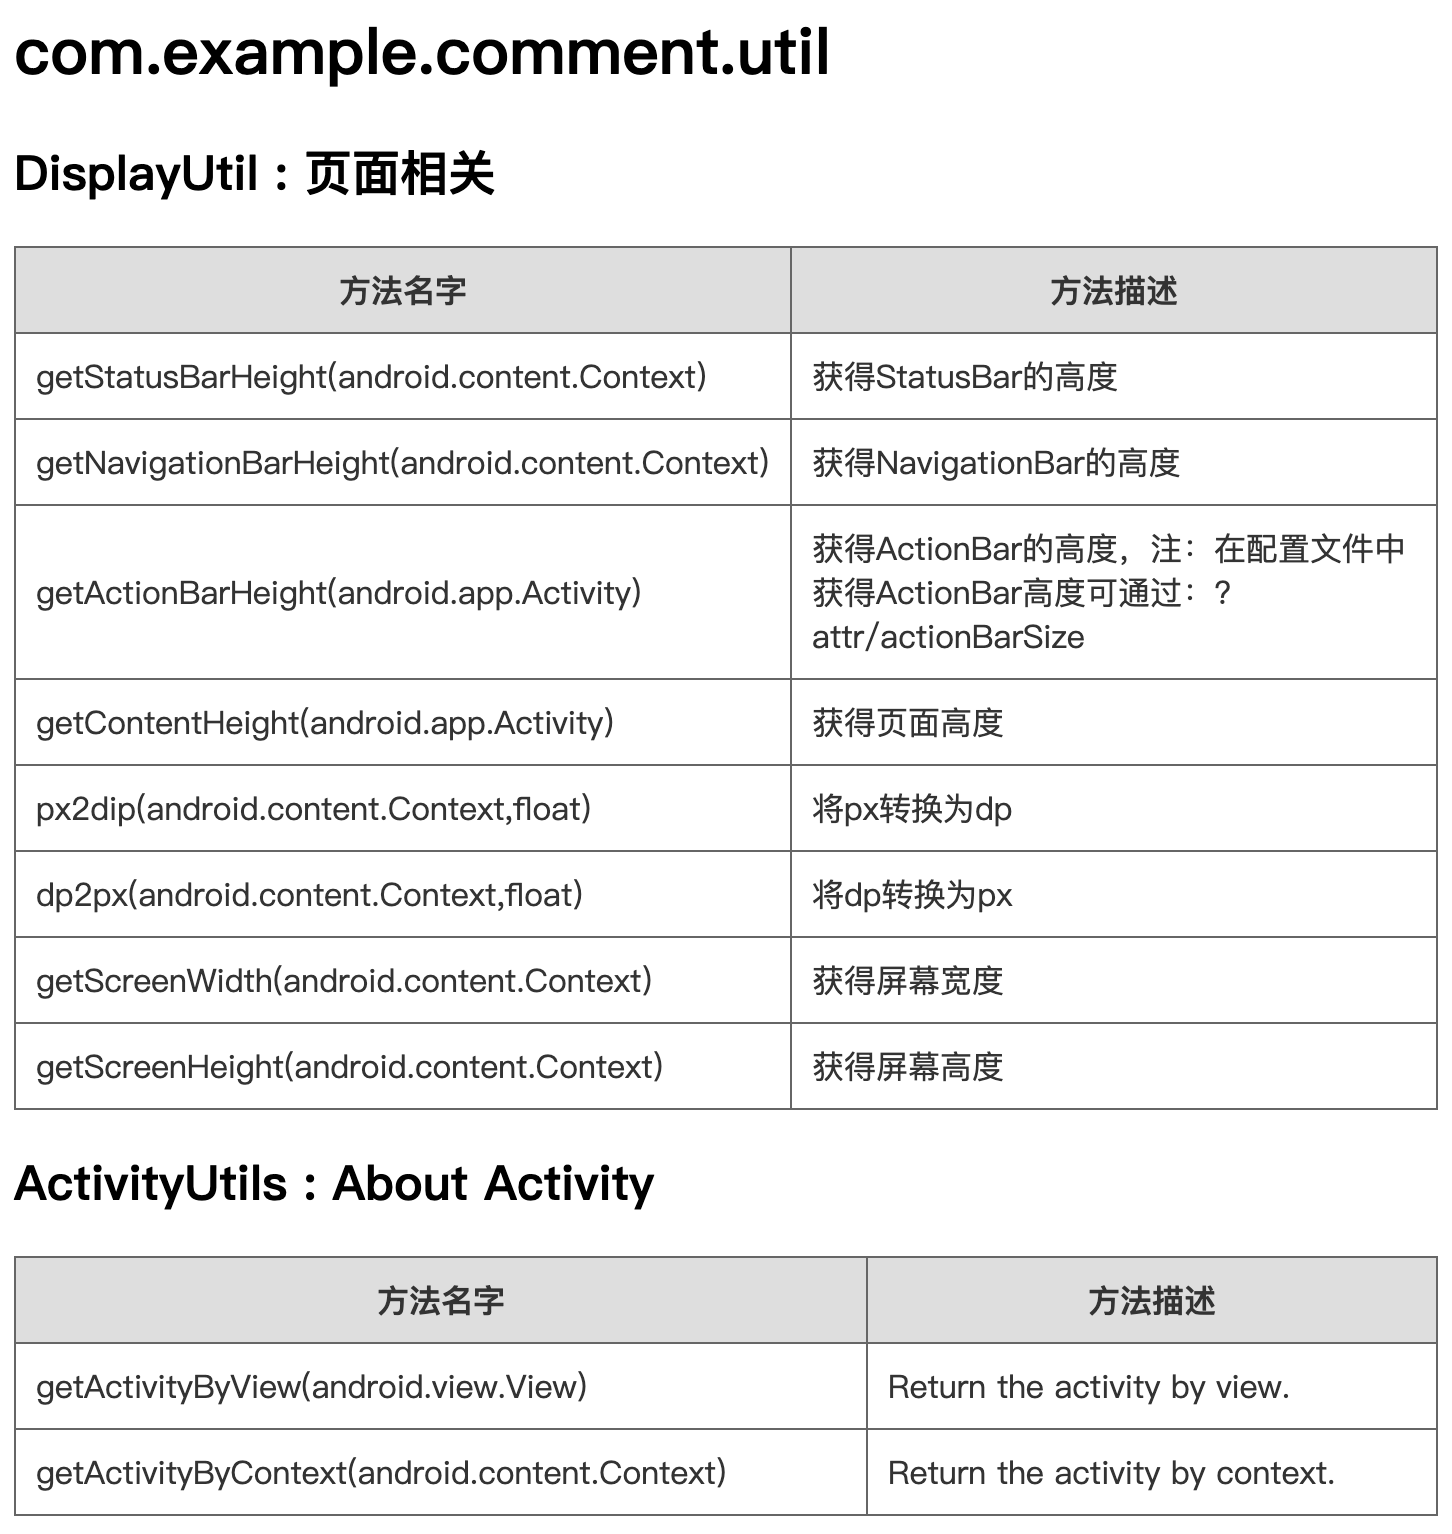 com.example.comment.util
DisplayUtil : 页面相关
方法名字 方法描述
getStatusBarHeight(android.content.Context) 获得StatusBar的高度
getNavigationBarHeight(android.content.Context) 获得NavigationBar的高度
getActionBarHeight(android.app.Activity) 获得ActionBar的高度，注：在配置文件中
获得ActionBar高度可通过：?
attr/actionBarSize
getContentHeight(android.app.Activity) 获得页面高度
px2dip(android.content.Context,float) 将px转换为dp
dp2px(android.content.Context,float) 将dp转换为px
getScreenWidth(android.content.Context) 获得屏幕宽度
getScreenHeight(android.content.Context) 获得屏幕高度
ActivityUtils : About Activity
方法名字 方法描述
getActivityByView(android.view.View) Return the activity by view.
getActivityByContext(android.content.Context) Return the activity by context.